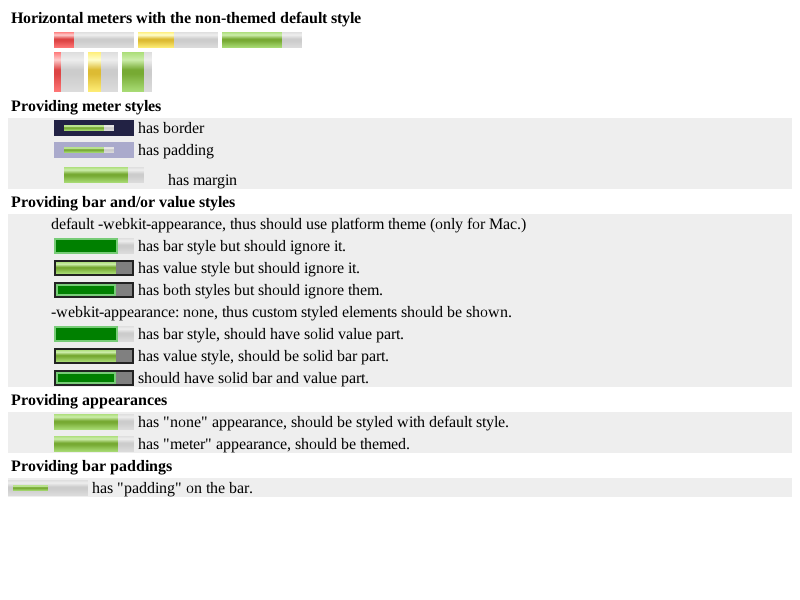 Horizontal meters with the non-themed default style
Providing meter styles
has border
has padding
has margin
Providing bar and/or value styles
default -webkit-appearance, thus should use platform theme (only for Mac.)
has bar style but should ignore it.
has value style but should ignore it.
has both styles but should ignore them.
-webkit-appearance: none, thus custom styled elements should be shown.
has bar style, should have solid value part.
has value style, should be solid bar part.
should have solid bar and value part.
Providing appearances
has "none" appearance, should be styled with default style.
has "meter" appearance, should be themed.
Providing bar paddings
has "padding" on the bar.